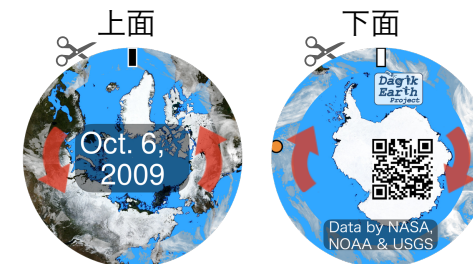 上面
下面
Oct. 6,
2009
Dagik
Earth
Project
Data by NASA,
NOAA & USGS